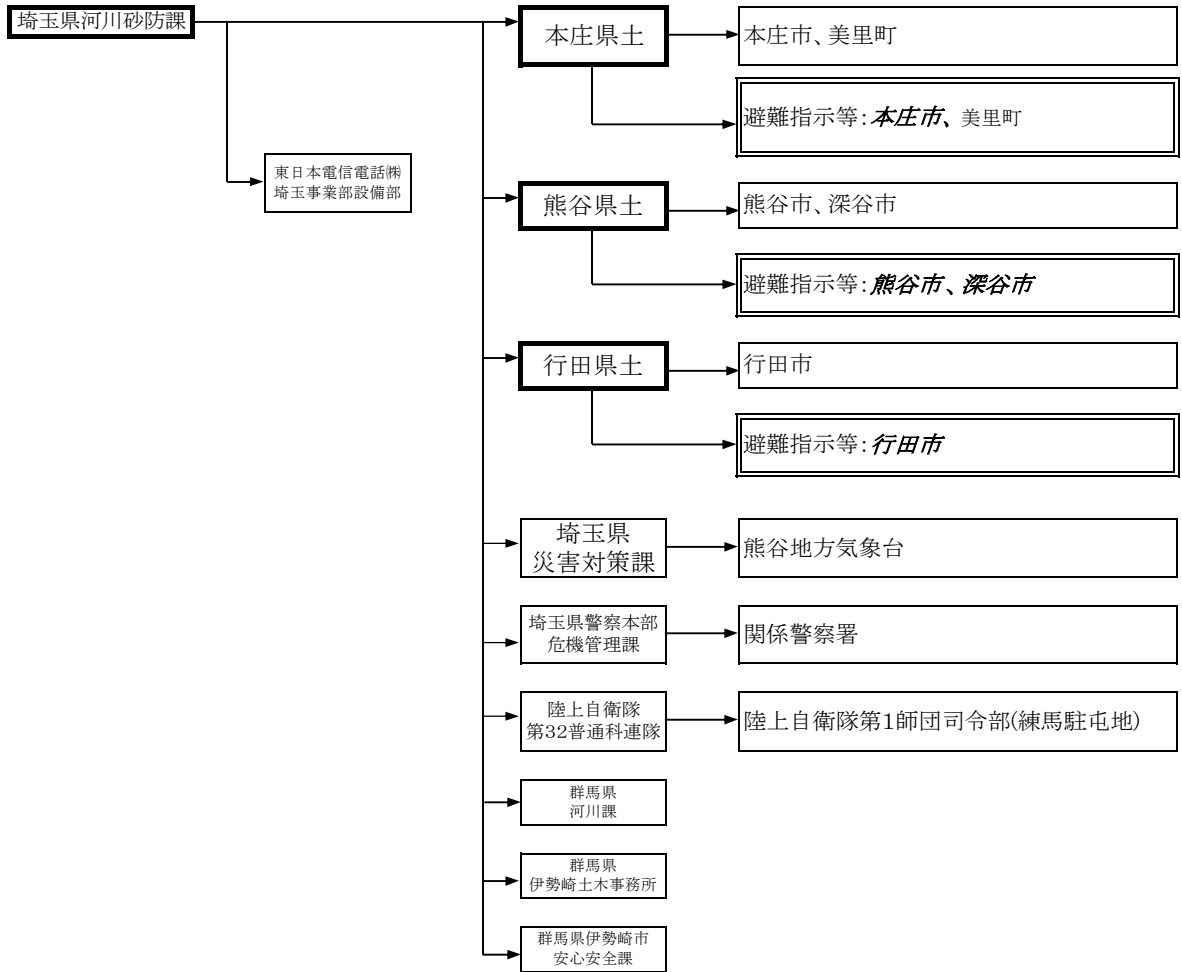 埼玉県河川砂防課
本庄県土
本庄市、美里町
避難指示等:本庄市、美里町
東日本電信電話㈱
埼玉事業部設備部
熊谷県土
熊谷市、深谷市
避難指示等:熊谷市、深谷市
行田県土
行田市
避難指示等:行田市
埼玉県
災害対策課
熊谷地方気象台
埼玉県警察本部
危機管理課
関係警察署
陸上自衛隊
第32普通科連隊
陸上自衛隊第1師団司令部(練馬駐屯地)
群馬県
河川課
群馬県
伊勢崎土木事務所
群馬県伊勢崎市
安心安全課